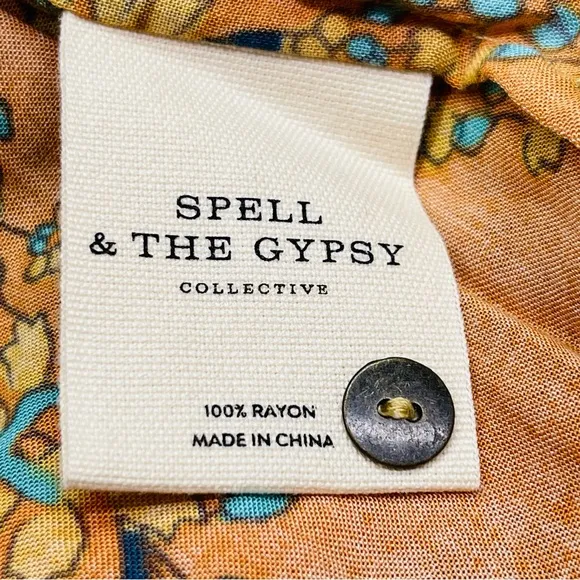 SPELL
& THE GYPSY
COLLECTIVE
100% RAYON
MADE IN CHINA